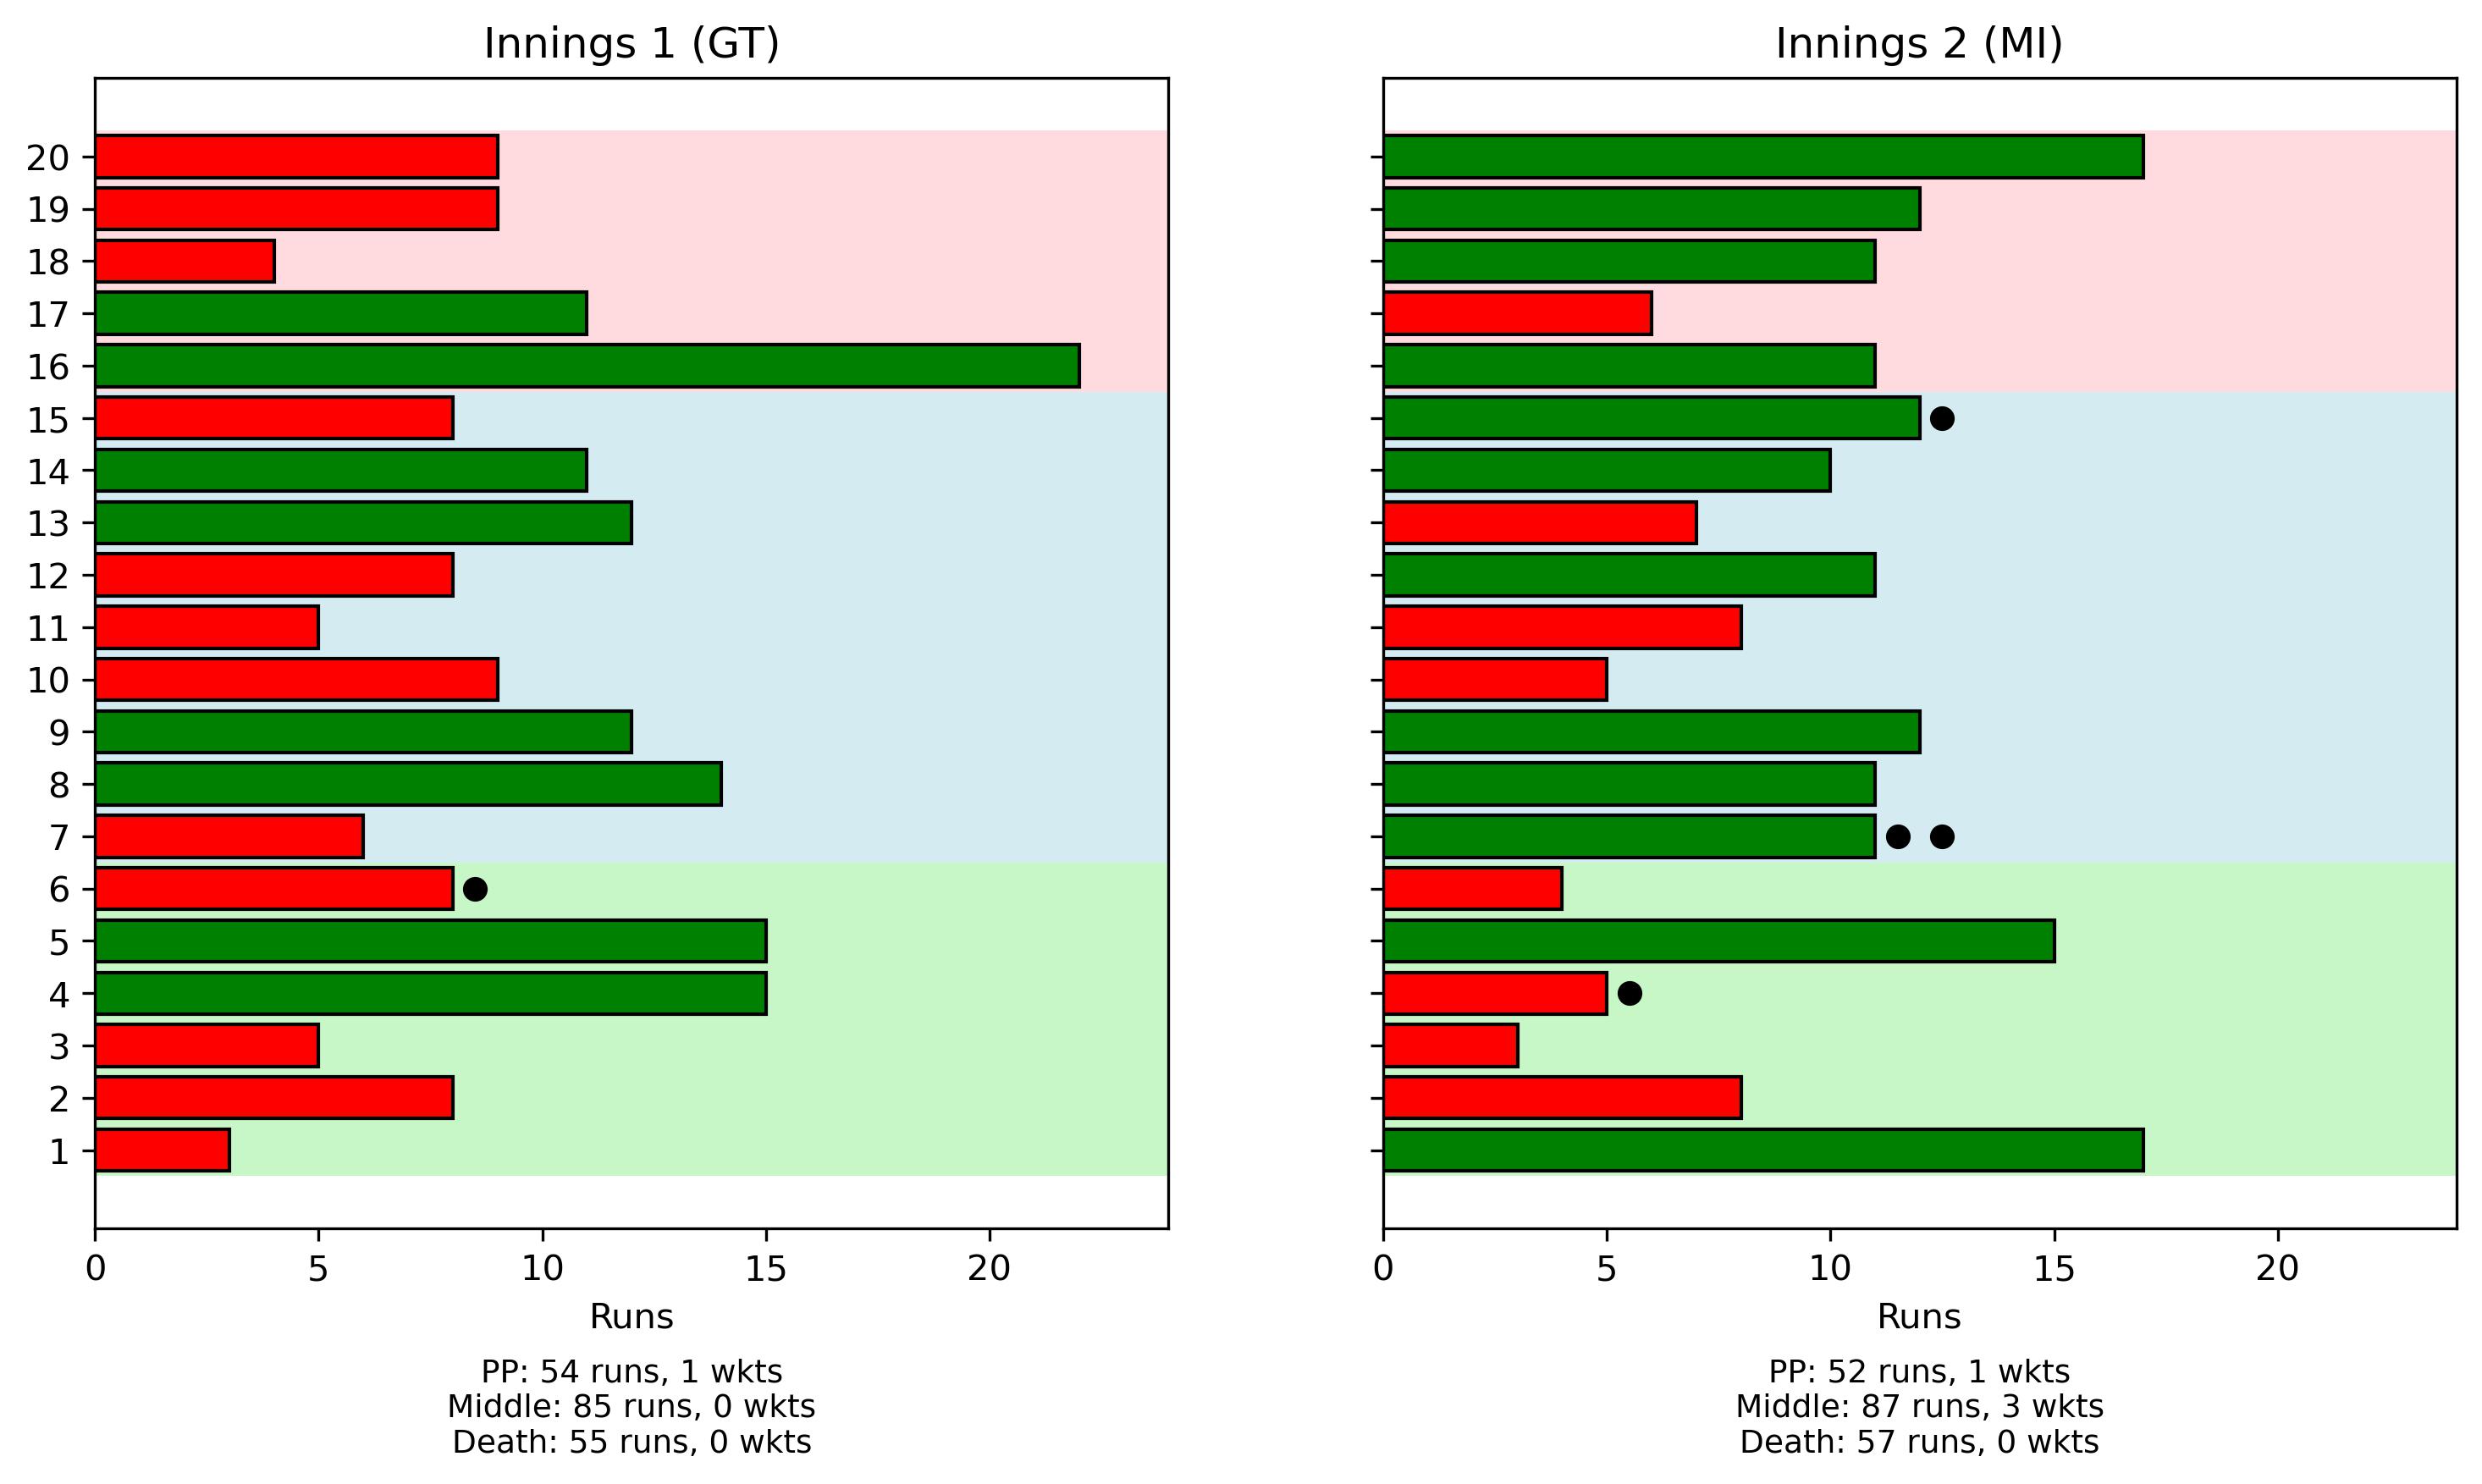 Innings 1 (GT)
20
19
18
17
16
15
14
13
12
11
10
9
8
7
6
5
4
3
2
1
0 5 10 15 20
Runs
PP: 54 runs, 1 wkts
Middle: 85 runs, 0 wkts
Death: 55 runs, 0 wkts
Innings 2 (MI)
0 5 10 15 20
Runs
PP: 52 runs, 1 wkts
Middle: 87 runs, 3 wkts
Death: 57 runs, 0 wkts